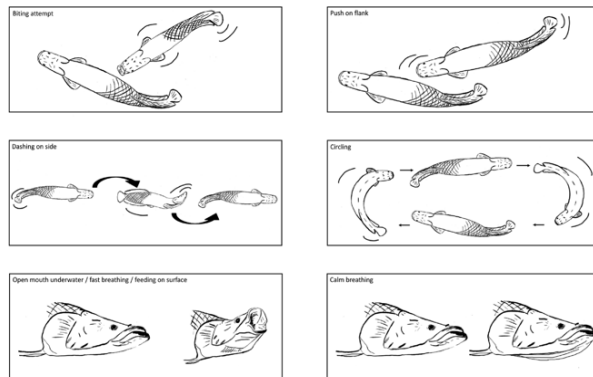 Biting attempt
Push on flank
Dashing on side
Circling
Open mouth underwater / fast breathing / feeding on surface
Calm breathing